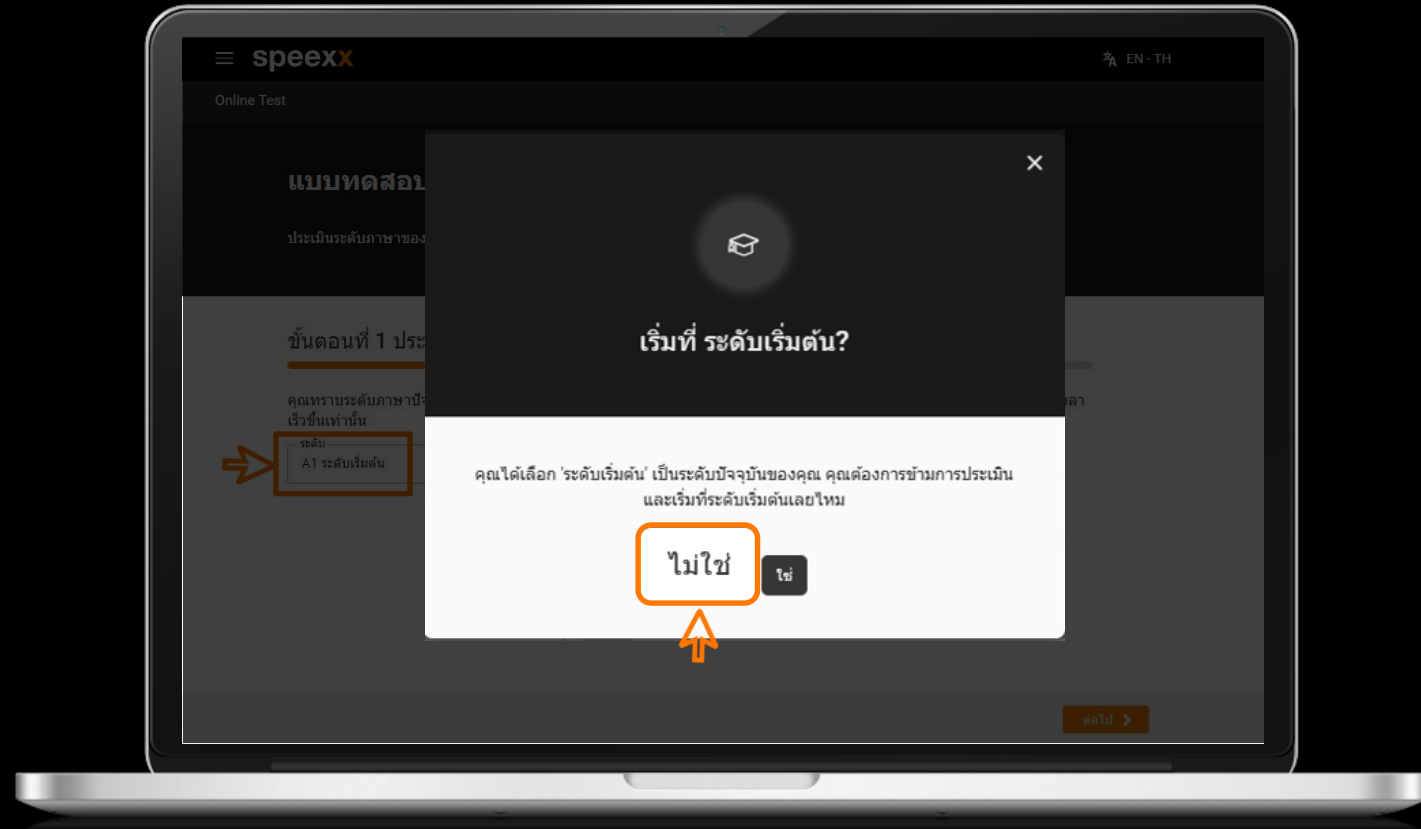 speexx
EN - TH
Online Test
แบบทดสอบ
ประเมินระดับภาษาของ
เริ่มที่ ระดับเริ่มต้น?
ขั้นตอนที่ 1 ประ
คุณทราบระดับภาษาปัจ
เร็วขึ้นเท่านั้น
ระดับ
A1 ระดับเริ่มต้น
คุณได้เลือก 'ระดับเริ่มต้น' เป็นระดับปัจจุบันของคุณ คุณต้องการข้ามการประเมิน
และเริ่มที่ระดับเริ่มต้นเลยไหม
ไม่ใช่
ใช่
ต่อไป